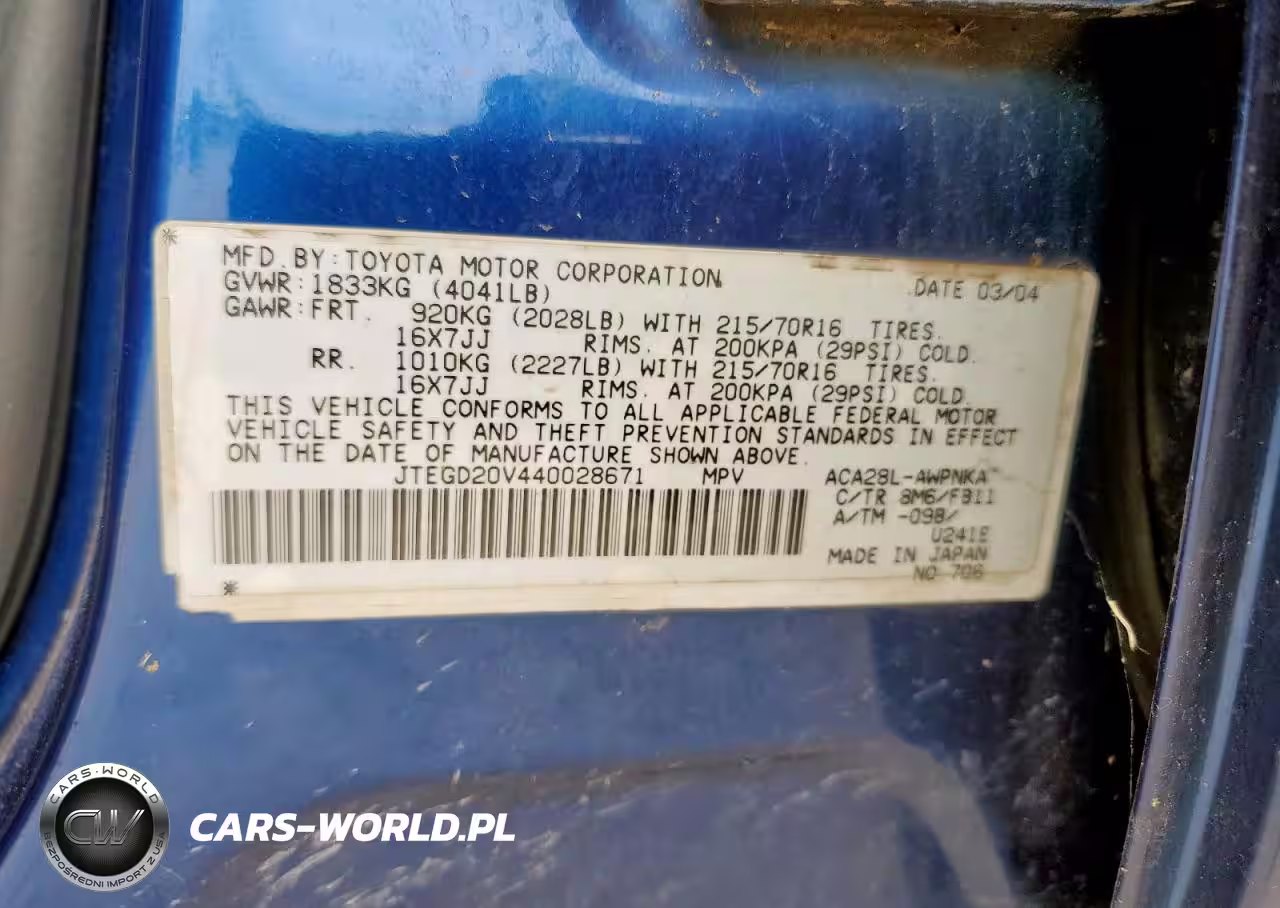 MFD. BY: TOYOTA MOTOR CORPORATION DATE 03/04
GVWR: 1833KG (4041LB)
GAWR: FRT. 920KG (2028LB) WITH 215/70R16 TIRES.
16X7JJ RIMS. AT 200KPA (29PSI) COLD.
RR. 1010KG (2227LB) WITH 215/70R16 TIRES.
16X7JJ RIMS. AT 200KPA (29PSI) COLD.
THIS VEHICLE CONFORMS TO ALL APPLICABLE FEDERAL MOTOR
VEHICLE SAFETY AND THEFT PREVENTION STANDARDS IN EFFECT
ON THE DATE OF MANUFACTURE SHOWN ABOVE.
JTEGD20V440028671 MPV ACA28L-AWPNKA
C/TR 8M6/FB11
A/TM -09B/
U241E
MADE IN JAPAN
NO 706
CARS-WORLD
CW
BEZPOŚREDNI IMPORT Z USA
CARS-WORLD.PL